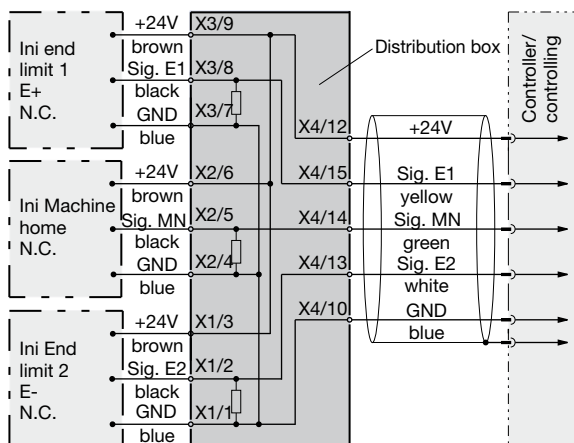 Ini end
limit 1
E+
N.C.
+24V
brown
Sig. E1
black
GND
blue
X3/9
X3/8
X3/7
Ini Machine
home
N.C.
+24V
brown
Sig. MN
black
GND
blue
X2/6
X2/5
X2/4
Ini End
limit 2
E-
N.C.
+24V
brown
Sig. E2
black
GND
blue
X1/3
X1/2
X1/1
Distribution box
X4/12
X4/15
X4/14
X4/13
X4/10
+24V
Sig. E1
yellow
Sig. MN
green
Sig. E2
white
GND
blue
Controller/
controlling